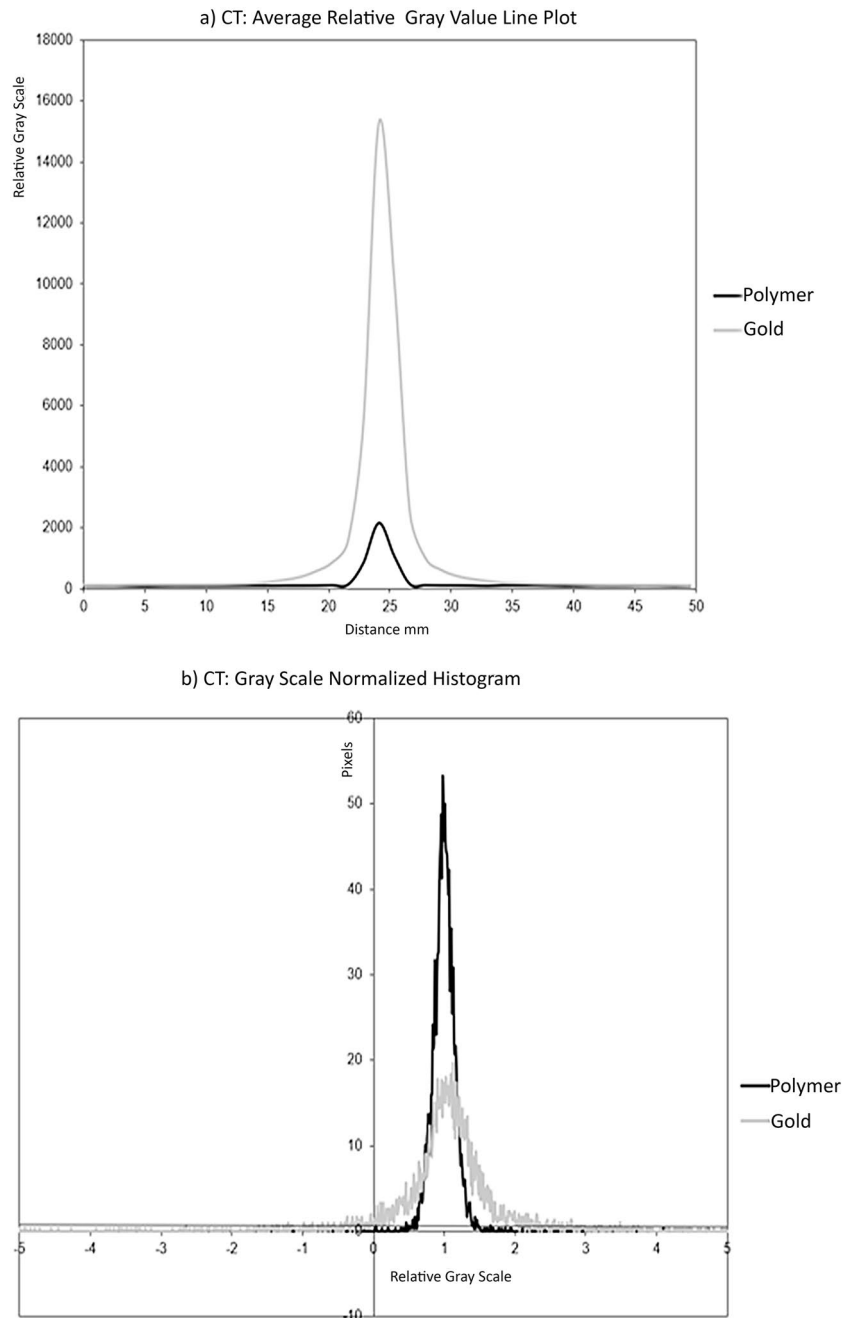 a) CT: Average Relative  Gray Value Line Plot
Relative Gray Scale
18000
16000
14000
12000
10000
8000
6000
4000
2000
0
0 5 10 15 20 25 30 35 40 45 50
Distance mm
Polymer
Gold
b) CT: Gray Scale Normalized Histogram
Pixels
60
50
40
30
20
10
0
-10
-5 -4 -3 -2 -1 0 1 2 3 4 5
Relative Gray Scale
Polymer
Gold